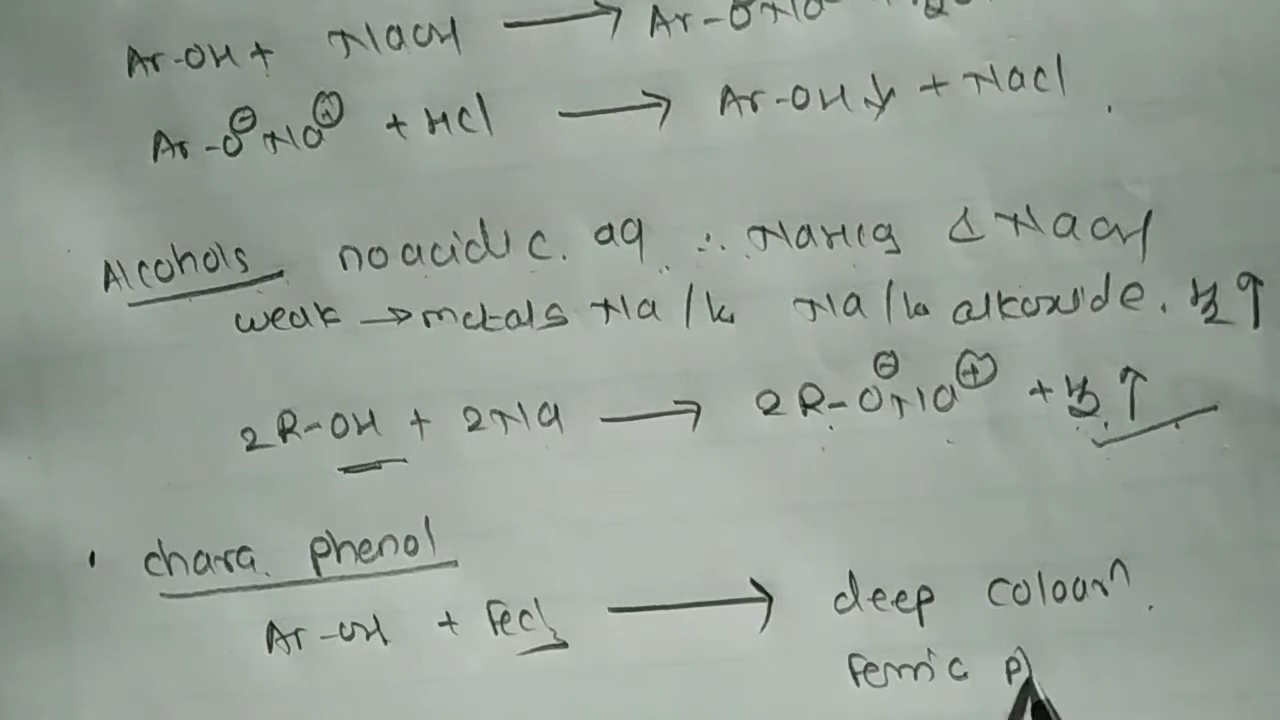 Ar-OH + NaOH ⟶ Ar-ONa
Ar-O⊖Na⊕ + HCl ⟶ Ar-OH↓ + NaCl.
Alcohols no acidic. aq ∴ NaHCO3 & NaOH
weak → metals Na/K Na/K alkoxide. H2↑
2R-OH + 2Na ⟶ 2R-O⊖Na⊕ + H2↑
chara. phenol
Ar-OH + FeCl3 ⟶ deep colourn.
Ferric P